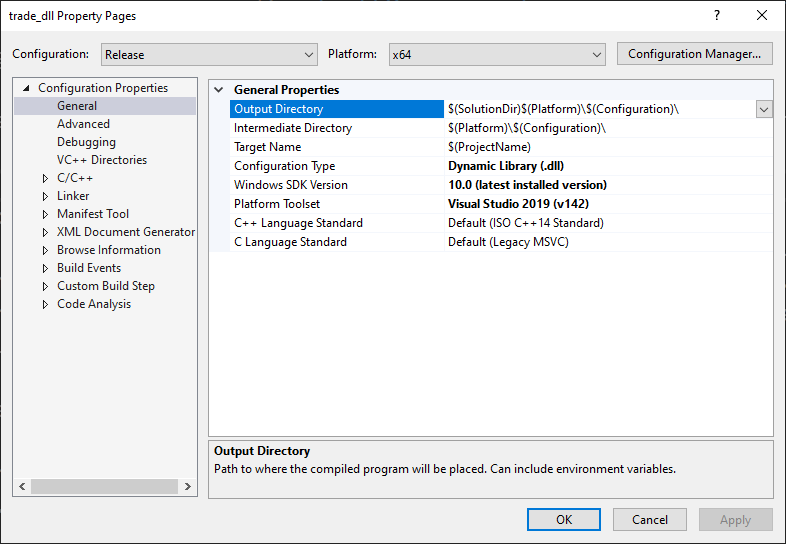 trade_dll Property Pages
Configuration: Release Platform: x64 Configuration Manager...
Configuration Properties
General
Advanced
Debugging
VC++ Directories
C/C++
Linker
Manifest Tool
XML Document Generator
Browse Information
Build Events
Custom Build Step
Code Analysis
General Properties
Output Directory $(SolutionDir)$(Platform)\$(Configuration)\
Intermediate Directory $(Platform)\$(Configuration)\
Target Name $(ProjectName)
Configuration Type Dynamic Library (.dll)
Windows SDK Version 10.0 (latest installed version)
Platform Toolset Visual Studio 2019 (v142)
C++ Language Standard Default (ISO C++14 Standard)
C Language Standard Default (Legacy MSVC)
Output Directory
Path to where the compiled program will be placed. Can include environment variables.
OK Cancel Apply